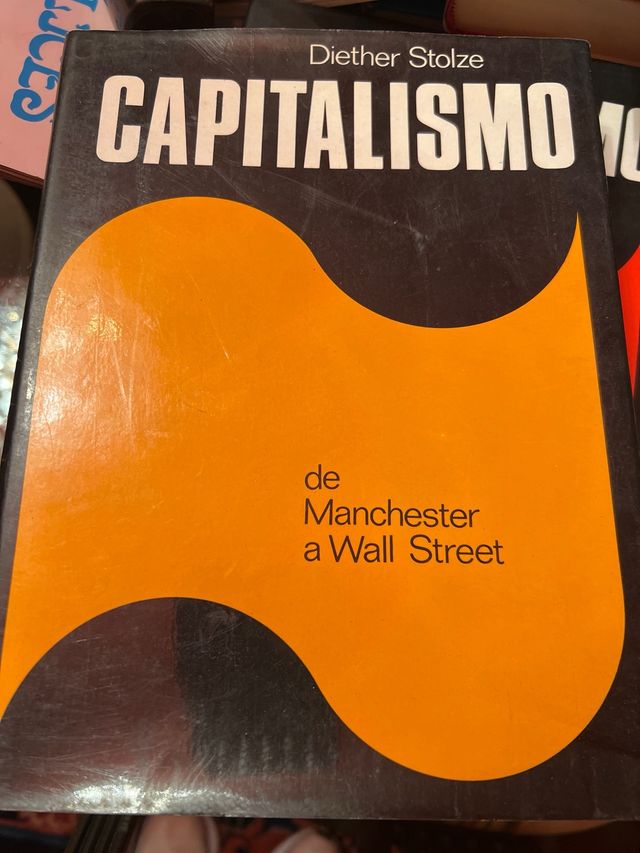 Diether Stolze
CAPITALISMO
de
Manchester
a Wall Street